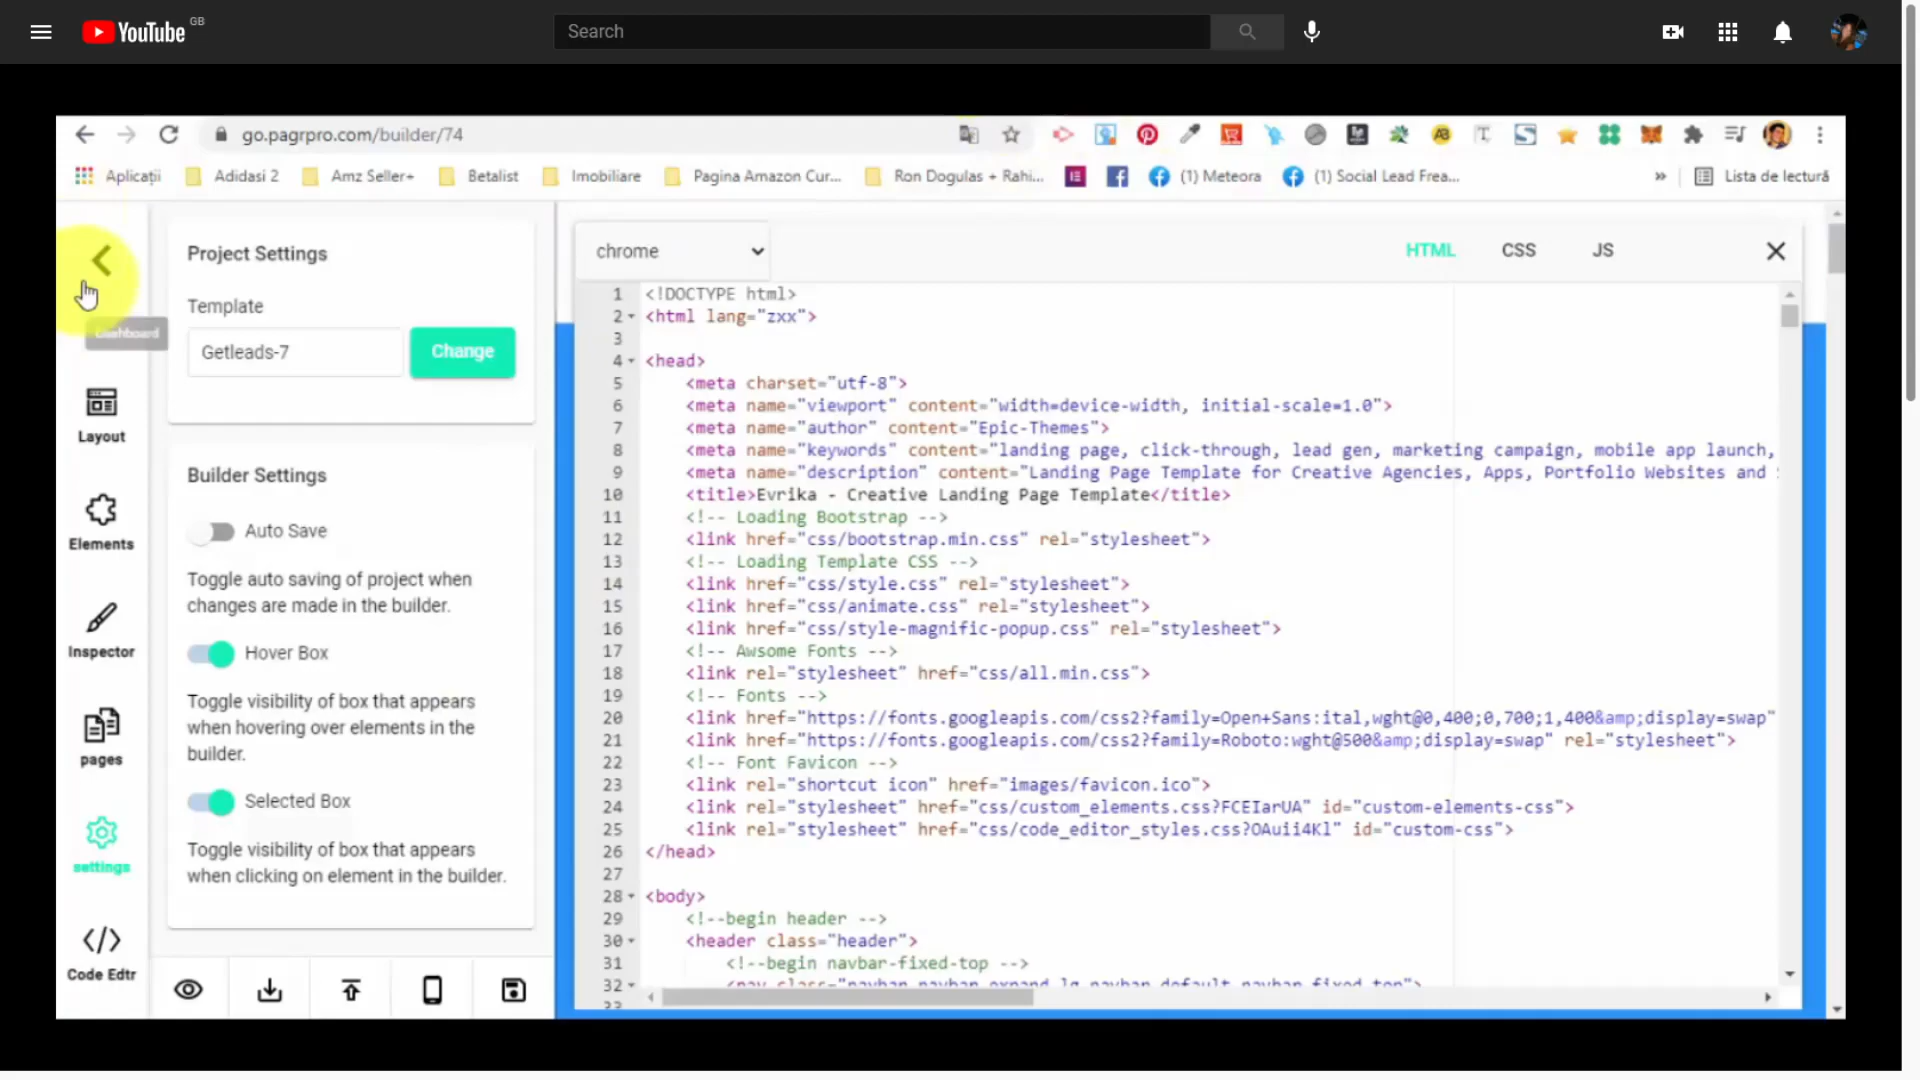 YouTube GB
Search
go.pagrpro.com/builder/74
Aplicații
Adidasi 2
Amz Seller+
Betalist
Imobiliare
Pagina Amazon Cur...
Ron Dogulas + Rahi...
(1) Meteora
(1) Social Lead Frea...
»
Lista de lectură
Dashboard
Layout
Elements
Inspector
pages
settings
Code Edtr
Project Settings
Template
Getleads-7
Change
Builder Settings
Auto Save
Toggle auto saving of project when
changes are made in the builder.
Hover Box
Toggle visibility of box that appears
when hovering over elements in the
builder.
Selected Box
Toggle visibility of box that appears
when clicking on element in the builder.
chrome
HTML CSS JS
1 <!DOCTYPE html>
2 <html lang="zxx">
3
4 <head>
5 <meta charset="utf-8">
6 <meta name="viewport" content="width=device-width, initial-scale=1.0">
7 <meta name="author" content="Epic-Themes">
8 <meta name="keywords" content="landing page, click-through, lead gen, marketing campaign, mobile app launch,
9 <meta name="description" content="Landing Page Template for Creative Agencies, Apps, Portfolio Websites and
10 <title>Evrika - Creative Landing Page Template</title>
11 <!-- Loading Bootstrap -->
12 <link href="css/bootstrap.min.css" rel="stylesheet">
13 <!-- Loading Template CSS -->
14 <link href="css/style.css" rel="stylesheet">
15 <link href="css/animate.css" rel="stylesheet">
16 <link href="css/style-magnific-popup.css" rel="stylesheet">
17 <!-- Awsome Fonts -->
18 <link rel="stylesheet" href="css/all.min.css">
19 <!-- Fonts -->
20 <link href="https://fonts.googleapis.com/css2?family=Open+Sans:ital,wght@0,400;0,700;1,400&amp;display=swap"
21 <link href="https://fonts.googleapis.com/css2?family=Roboto:wght@500&amp;display=swap" rel="stylesheet">
22 <!-- Font Favicon -->
23 <link rel="shortcut icon" href="images/favicon.ico">
24 <link rel="stylesheet" href="css/custom_elements.css?FCEIarUA" id="custom-elements-css">
25 <link rel="stylesheet" href="css/code_editor_styles.css?OAuii4Kl" id="custom-css">
26 </head>
27
28 <body>
29 <!--begin header -->
30 <header class="header">
31 <!--begin navbar-fixed-top -->
32 <nav class="navbar navbar-expand-lg navbar-default navbar-fixed-top">
33